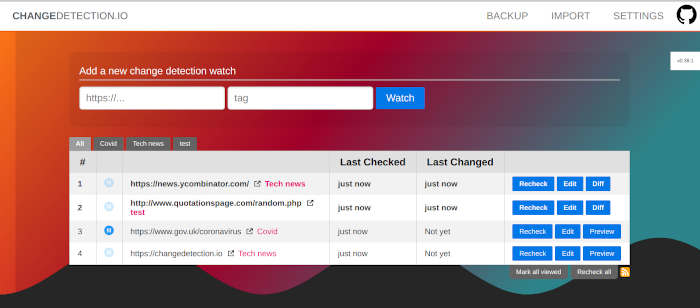 CHANGEDETECTION.IO BACKUP IMPORT SETTINGS
v0.38.1
Add a new change detection watch
https://... tag Watch
All Covid Tech news test
# Last Checked Last Changed
1 https://news.ycombinator.com/ Tech news just now just now Recheck Edit Diff
2 http://www.quotationspage.com/random.php test just now just now Recheck Edit Diff
3 https://www.gov.uk/coronavirus Covid just now Not yet Recheck Edit Preview
4 https://changedetection.io Tech news just now Not yet Recheck Edit Preview
Mark all viewed Recheck all